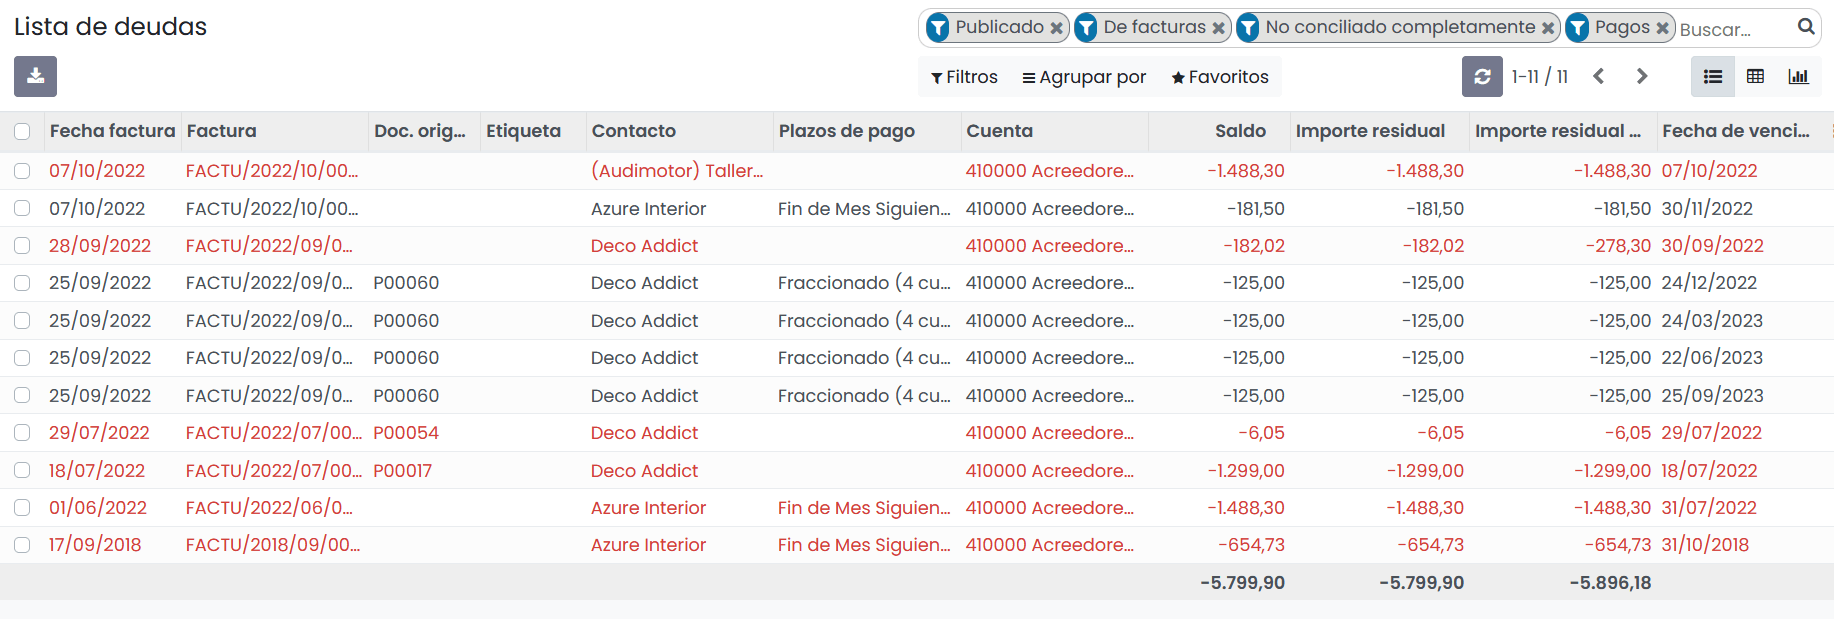 Lista de deudas
Publicado De facturas No conciliado completamente Pagos Buscar...
Filtros Agrupar por Favoritos 1-11 / 11
Fecha factura Factura Doc. orig... Etiqueta Contacto Plazos de pago Cuenta Saldo Importe residual Importe residual ... Fecha de venci...
07/10/2022 FACTU/2022/10/00... (Audimotor) Taller... 410000 Acreedore... -1.488,30 -1.488,30 -1.488,30 07/10/2022
07/10/2022 FACTU/2022/10/00... Azure Interior Fin de Mes Siguien... 410000 Acreedore... -181,50 -181,50 -181,50 30/11/2022
28/09/2022 FACTU/2022/09/0... Deco Addict 410000 Acreedore... -182,02 -182,02 -278,30 30/09/2022
25/09/2022 FACTU/2022/09/0... P00060 Deco Addict Fraccionado (4 cu... 410000 Acreedore... -125,00 -125,00 -125,00 24/12/2022
25/09/2022 FACTU/2022/09/0... P00060 Deco Addict Fraccionado (4 cu... 410000 Acreedore... -125,00 -125,00 -125,00 24/03/2023
25/09/2022 FACTU/2022/09/0... P00060 Deco Addict Fraccionado (4 cu... 410000 Acreedore... -125,00 -125,00 -125,00 22/06/2023
25/09/2022 FACTU/2022/09/0... P00060 Deco Addict Fraccionado (4 cu... 410000 Acreedore... -125,00 -125,00 -125,00 25/09/2023
29/07/2022 FACTU/2022/07/00... P00054 Deco Addict 410000 Acreedore... -6,05 -6,05 -6,05 29/07/2022
18/07/2022 FACTU/2022/07/00... P00017 Deco Addict 410000 Acreedore... -1.299,00 -1.299,00 -1.299,00 18/07/2022
01/06/2022 FACTU/2022/06/0... Azure Interior Fin de Mes Siguien... 410000 Acreedore... -1.488,30 -1.488,30 -1.488,30 31/07/2022
17/09/2018 FACTU/2018/09/00... Azure Interior Fin de Mes Siguien... 410000 Acreedore... -654,73 -654,73 -654,73 31/10/2018
-5.799,90 -5.799,90 -5.896,18